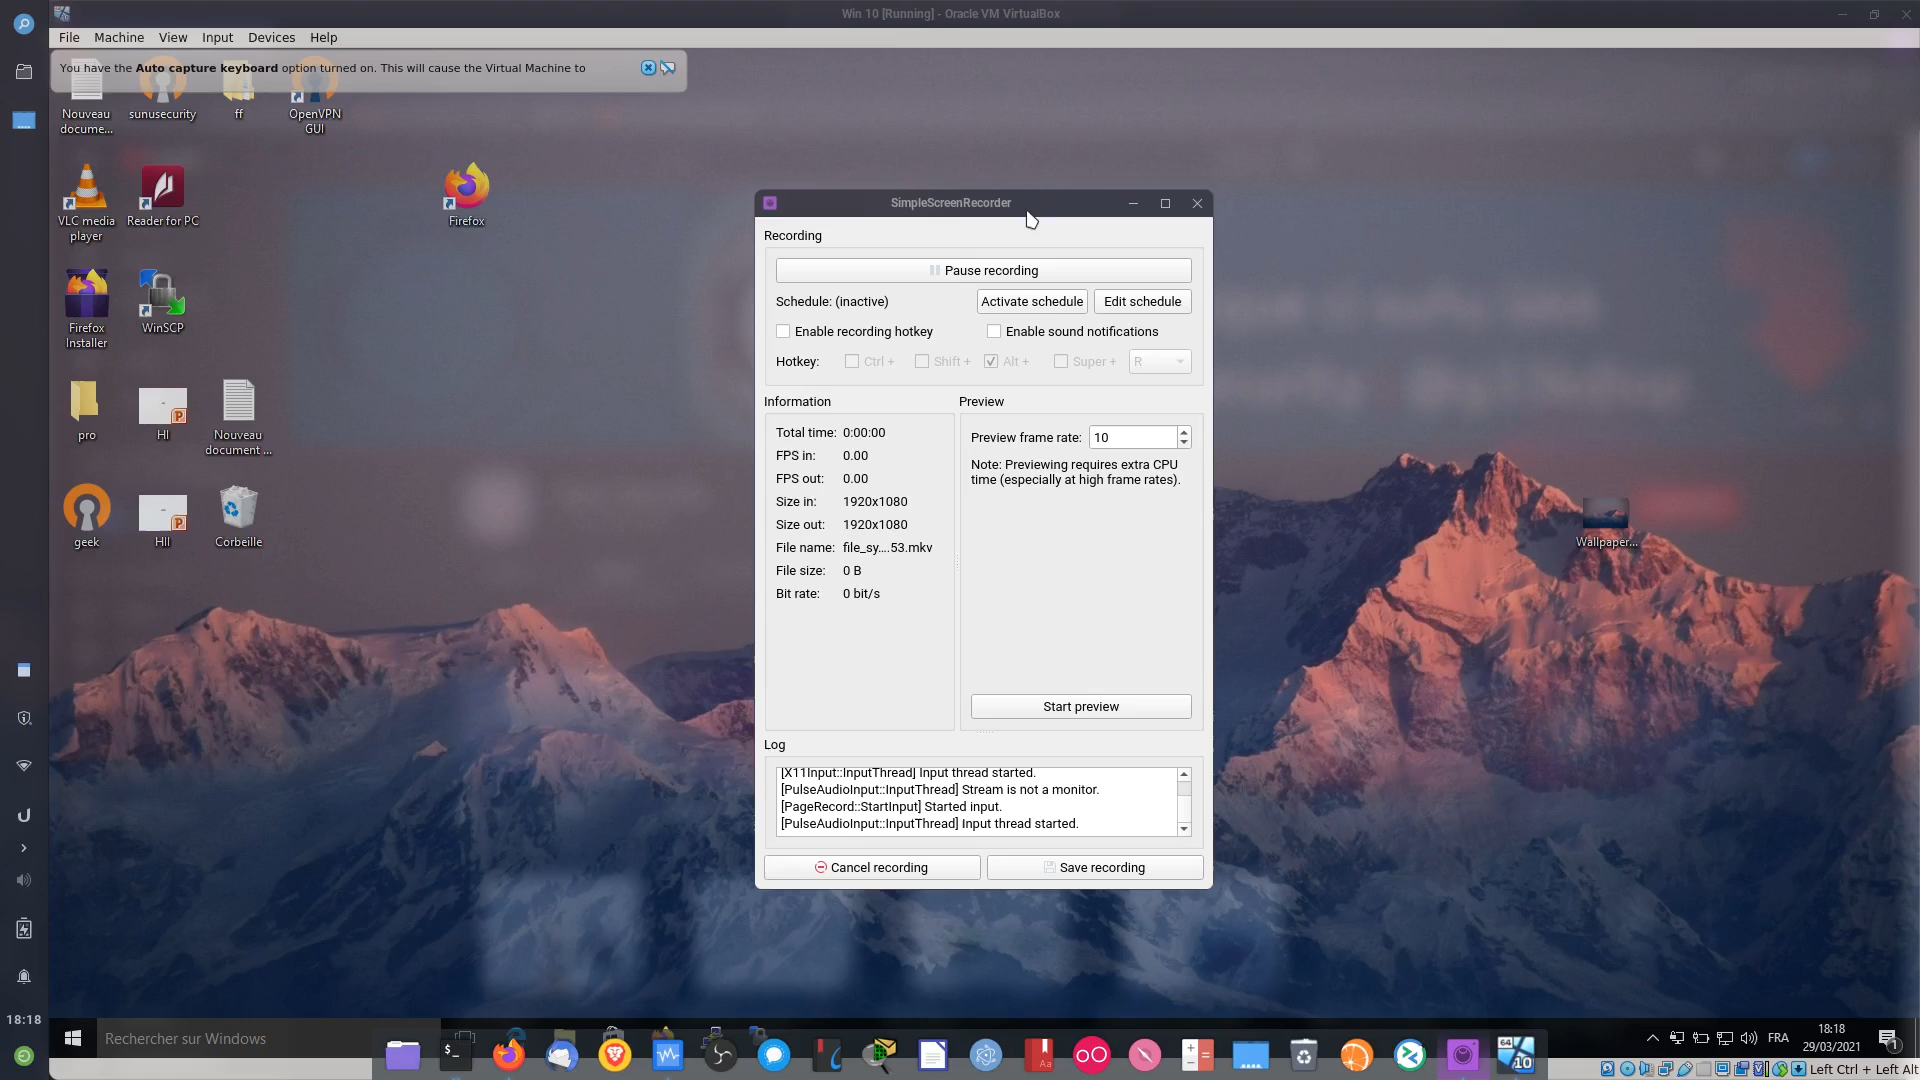 Win 10 [Running] - Oracle VM VirtualBox
File Machine View Input Devices Help
You have the Auto capture keyboard option turned on. This will cause the Virtual Machine to
Nouveau docume...
sunusecurity
ff
OpenVPN GUI
VLC media player
Reader for PC
Firefox
Firefox Installer
WinSCP
pro
HI
Nouveau document ...
geek
HII
Corbeille
Wallpaper...
SimpleScreenRecorder
Recording
Pause recording
Schedule: (inactive)
Activate schedule
Edit schedule
Enable recording hotkey
Enable sound notifications
Hotkey: Ctrl + Shift + Alt + Super + R
Information
Total time: 0:00:00
FPS in: 0.00
FPS out: 0.00
Size in: 1920x1080
Size out: 1920x1080
File name: file_sy....53.mkv
File size: 0 B
Bit rate: 0 bit/s
Preview
Preview frame rate: 10
Note: Previewing requires extra CPU
time (especially at high frame rates).
Start preview
Log
[X11Input::InputThread] Input thread started.
[PulseAudioInput::InputThread] Stream is not a monitor.
[PageRecord::StartInput] Started input.
[PulseAudioInput::InputThread] Input thread started.
Cancel recording
Save recording
18:18
Rechercher sur Windows
FRA
18:18
29/03/2021
1
64
10
Left Ctrl + Left Alt